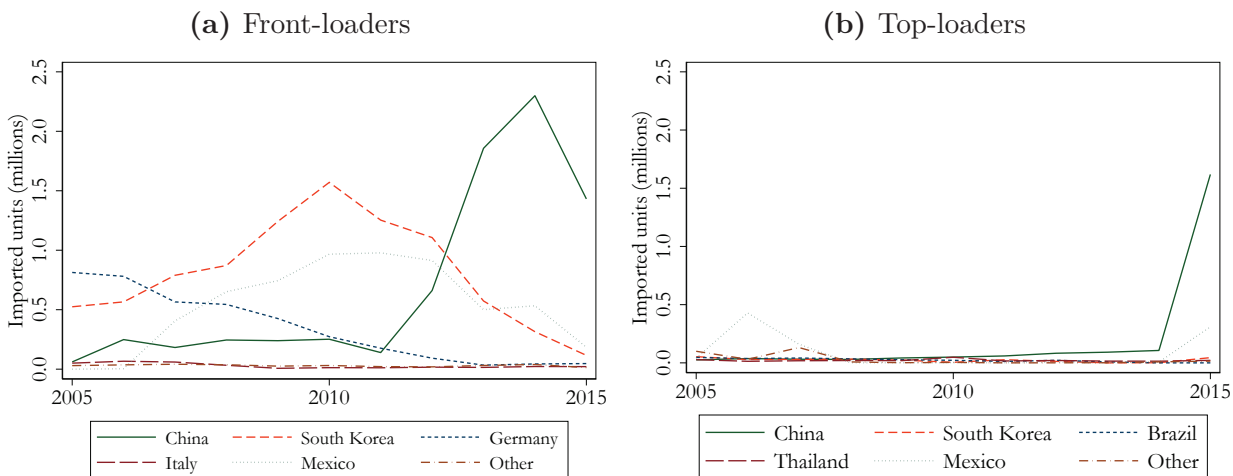 (a) Front-loaders
Imported units (millions)
2.5
2.0
1.5
1.0
0.5
0.0
2005 2010 2015
China South Korea Germany
Italy Mexico Other
(b) Top-loaders
Imported units (millions)
2.5
2.0
1.5
1.0
0.5
0.0
2005 2010 2015
China South Korea Brazil
Thailand Mexico Other